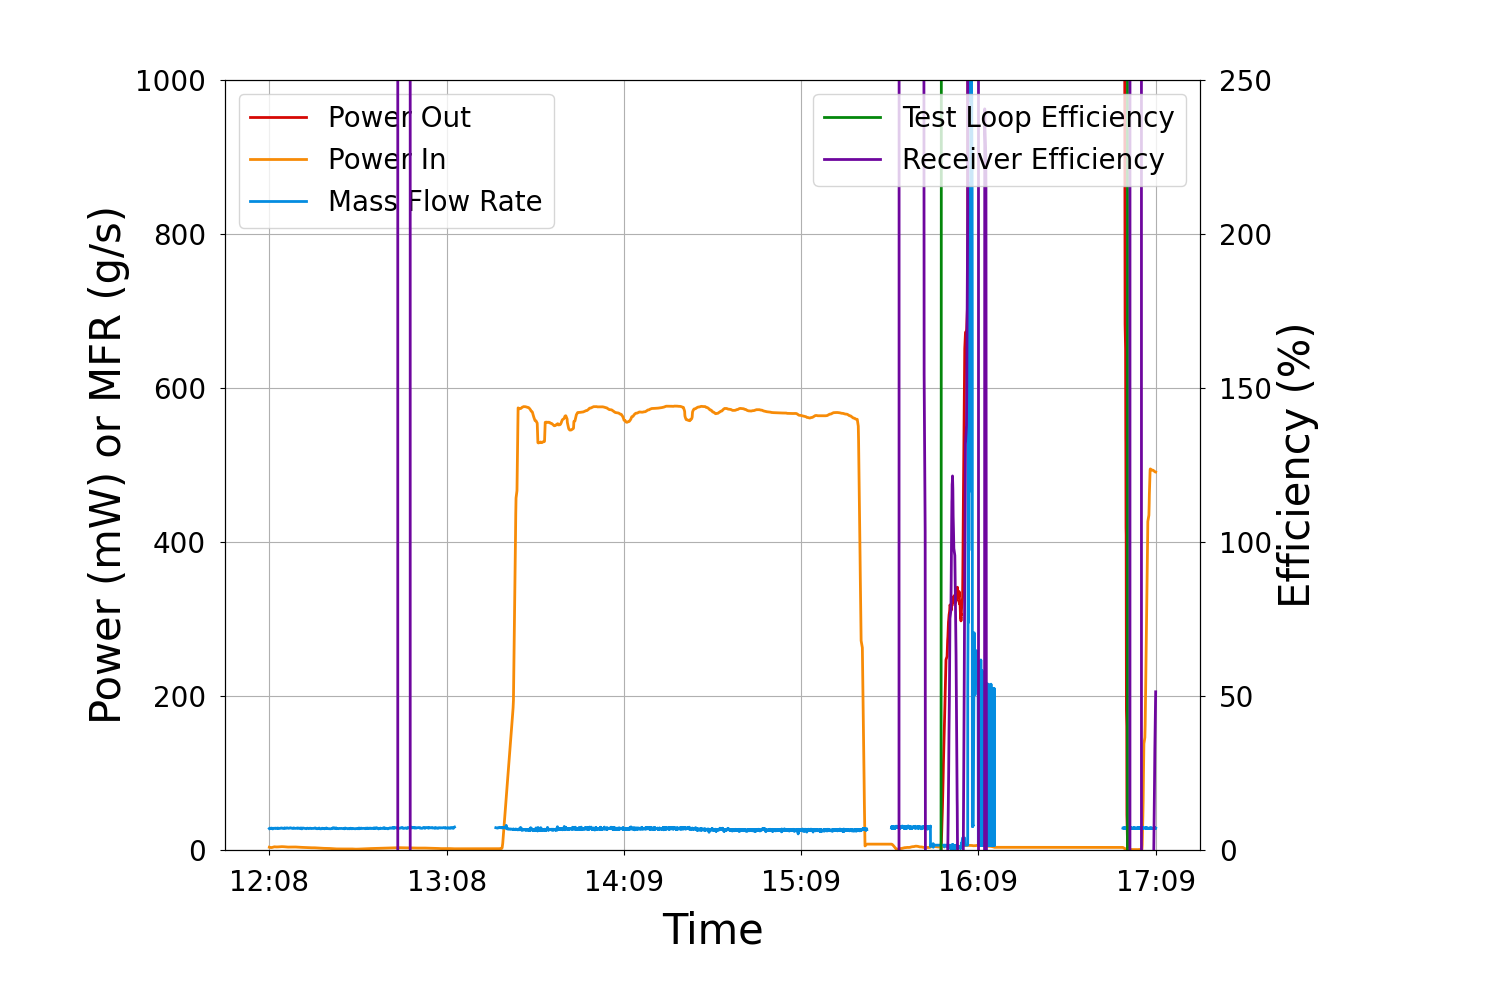 1000
800
600
400
200
0
Power (mW) or MFR (g/s)
Power Out
Power In
Mass Flow Rate
Test Loop Efficiency
Receiver Efficiency
250
200
150
100
50
0
Efficiency (%)
12:08 13:08 14:09 15:09 16:09 17:09
Time